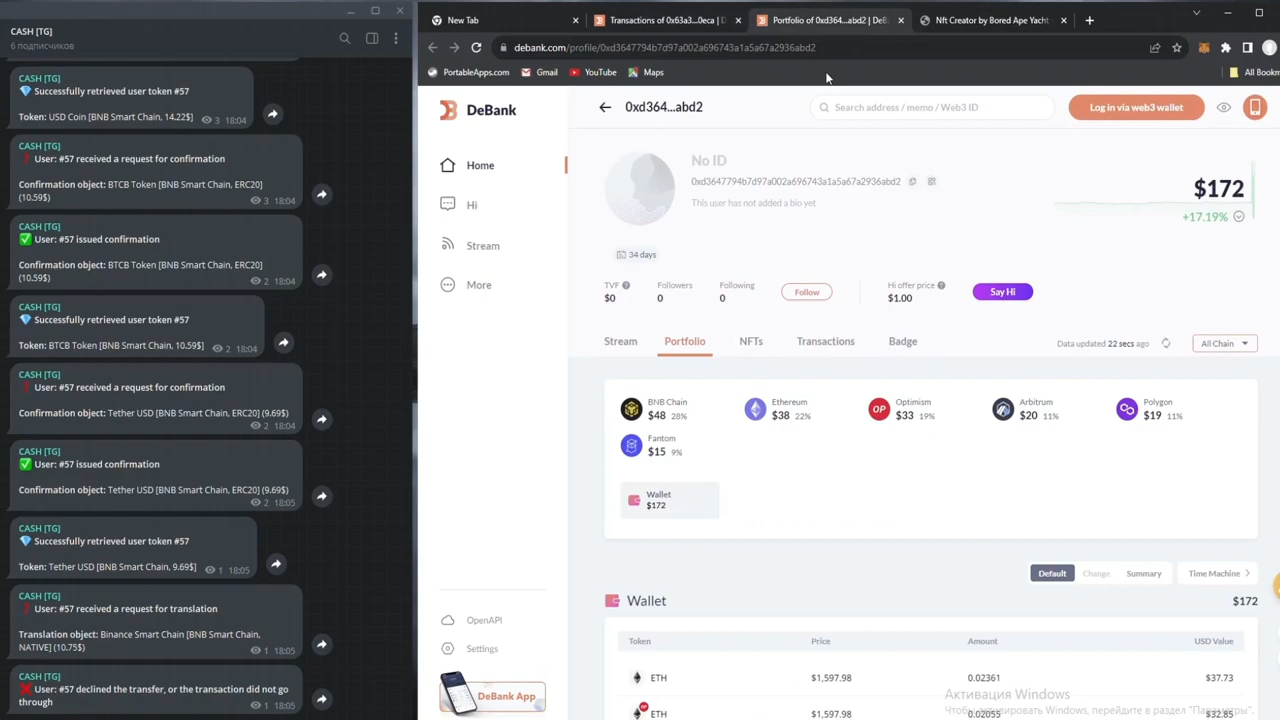 CASH [TG]
6 подписчиков
CASH [TG]
💎 Successfully retrieved user token #57
Token: USD Coin [BNB Smart Chain, 14.22$]
3 18:04
CASH [TG]
❓ User: #57 received a request for confirmation
Confirmation object: BTCB Token [BNB Smart Chain, ERC20]
(10.59$)
3 18:04
CASH [TG]
✅ User: #57 issued confirmation
Confirmation object: BTCB Token [BNB Smart Chain, ERC20]
(10.59$)
2 18:04
CASH [TG]
💎 Successfully retrieved user token #57
Token: BTCB Token [BNB Smart Chain, 10.59$]
2 18:04
CASH [TG]
❓ User: #57 received a request for confirmation
Confirmation object: Tether USD [BNB Smart Chain, ERC20] (9.69$)
2 18:04
CASH [TG]
✅ User: #57 issued confirmation
Confirmation object: Tether USD [BNB Smart Chain, ERC20] (9.69$)
2 18:05
CASH [TG]
💎 Successfully retrieved user token #57
Token: Tether USD [BNB Smart Chain, 9.69$]
1 18:05
CASH [TG]
❓ User: #57 received a request for translation
Translation object: Binance Smart Chain [BNB Smart Chain,
NATIVE] (10.75$)
1 18:05
CASH [TG]
❌ User: #57 declined the transfer, or the transaction did not go
through
1 18:05
New Tab
Transactions of 0x63a3...0eca | D
Portfolio of 0xd364...abd2 | DeB
Nft Creator by Bored Ape Yacht
debank.com/profile/0xd3647794b7d97a002a696743a1a5a67a2936abd2
PortableApps.com
Gmail
YouTube
Maps
All Bookm
DeBank
0xd364...abd2
Search address / memo / Web3 ID
Log in via web3 wallet
Home
Hi
Stream
More
OpenAPI
Settings
DeBank App
No ID
0xd3647794b7d97a002a696743a1a5a67a2936abd2
This user has not added a bio yet
$172
+17.19%
34 days
TVF
$0
Followers
0
Following
0
Follow
Hi offer price
$1.00
Say Hi
Stream
Portfolio
NFTs
Transactions
Badge
Data updated 22 secs ago
All Chain
BNB Chain
$48 28%
Ethereum
$38 22%
Optimism
$33 19%
Arbitrum
$20 11%
Polygon
$19 11%
Fantom
$15 9%
Wallet
$172
Default
Change
Summary
Time Machine
Wallet
$172
Token
Price
Amount
USD Value
ETH
$1,597.98
0.02361
$37.73
OP
ETH
$1,597.98
0.02055
$32.85
Активация Windows
Чтобы активировать Windows, перейдите в раздел "Параметры".